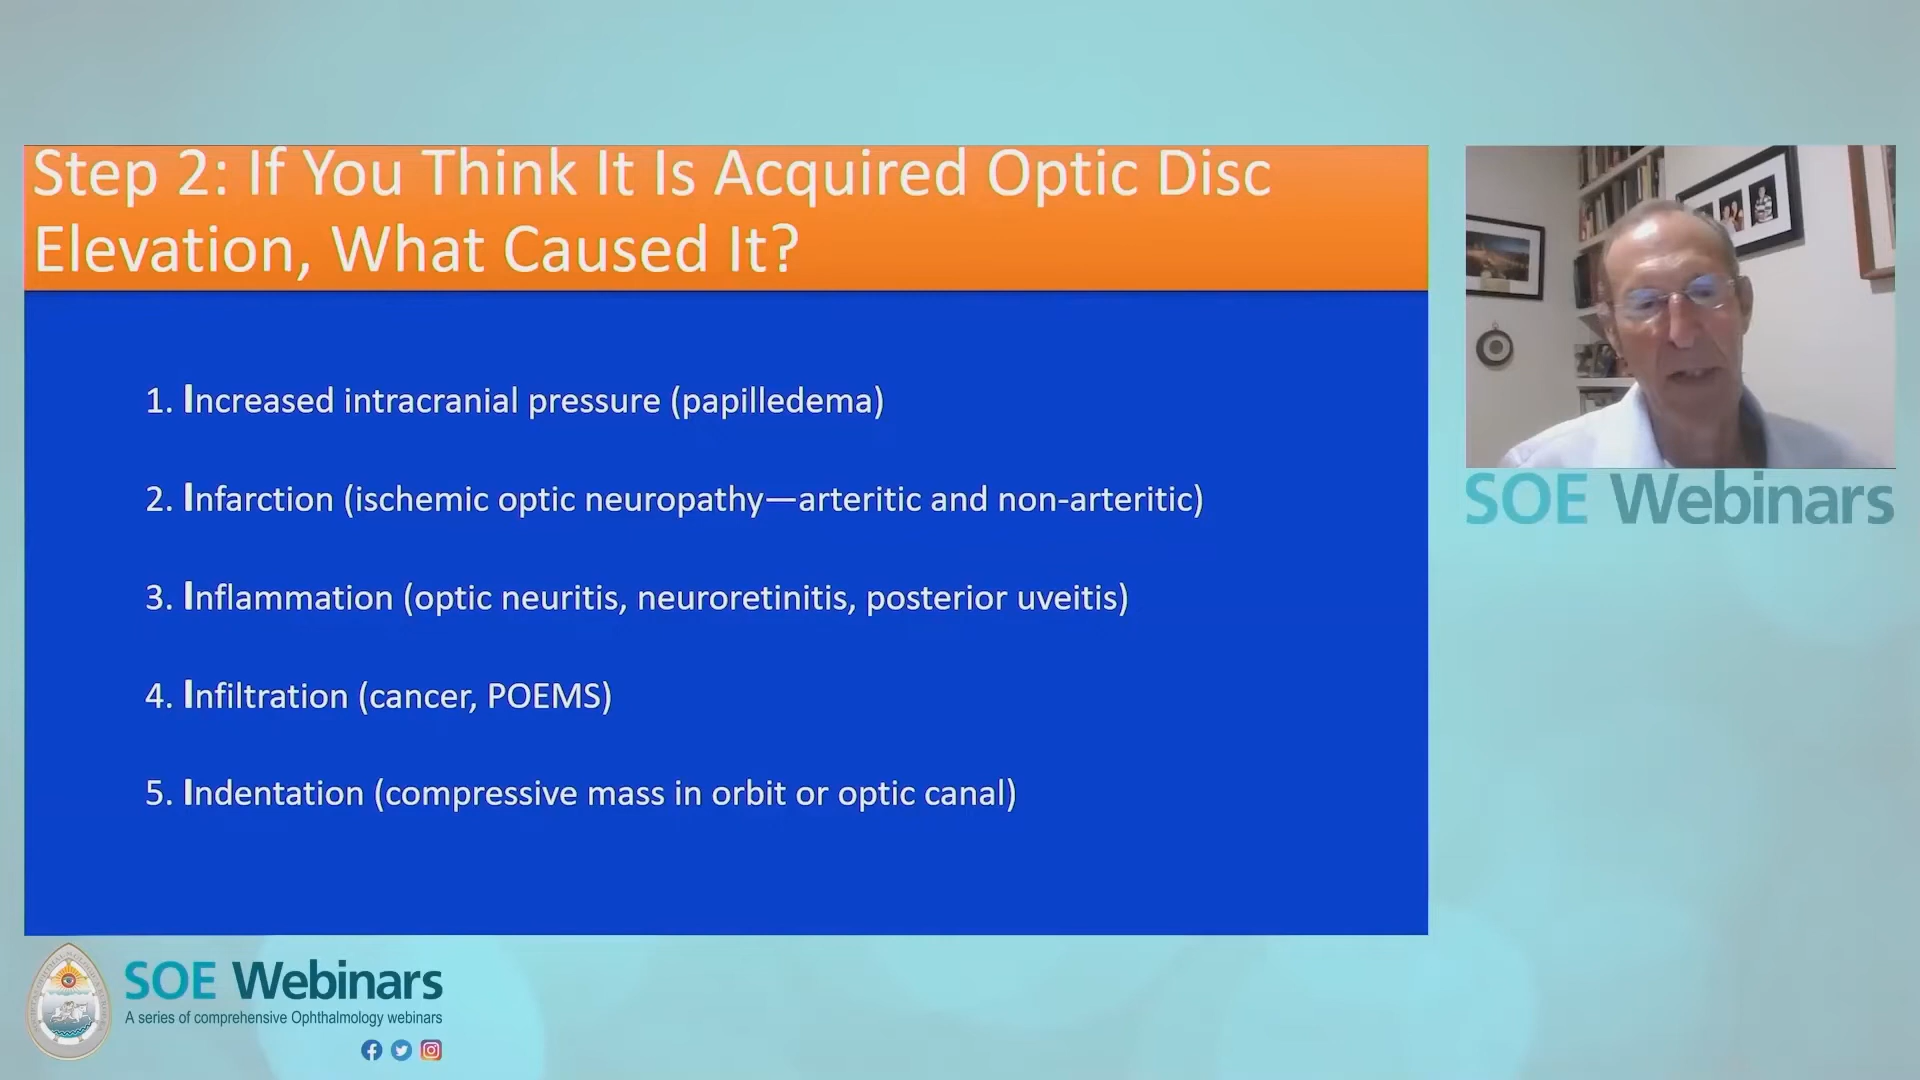 Step 2: If You Think It Is Acquired Optic Disc
Elevation, What Caused It?
1. Increased intracranial pressure (papilledema)
2. Infarction (ischemic optic neuropathy—arteritic and non-arteritic)
3. Inflammation (optic neuritis, neuroretinitis, posterior uveitis)
4. Infiltration (cancer, POEMS)
5. Indentation (compressive mass in orbit or optic canal)
SOE Webinars
SOE Webinars
A series of comprehensive Ophthalmology webinars